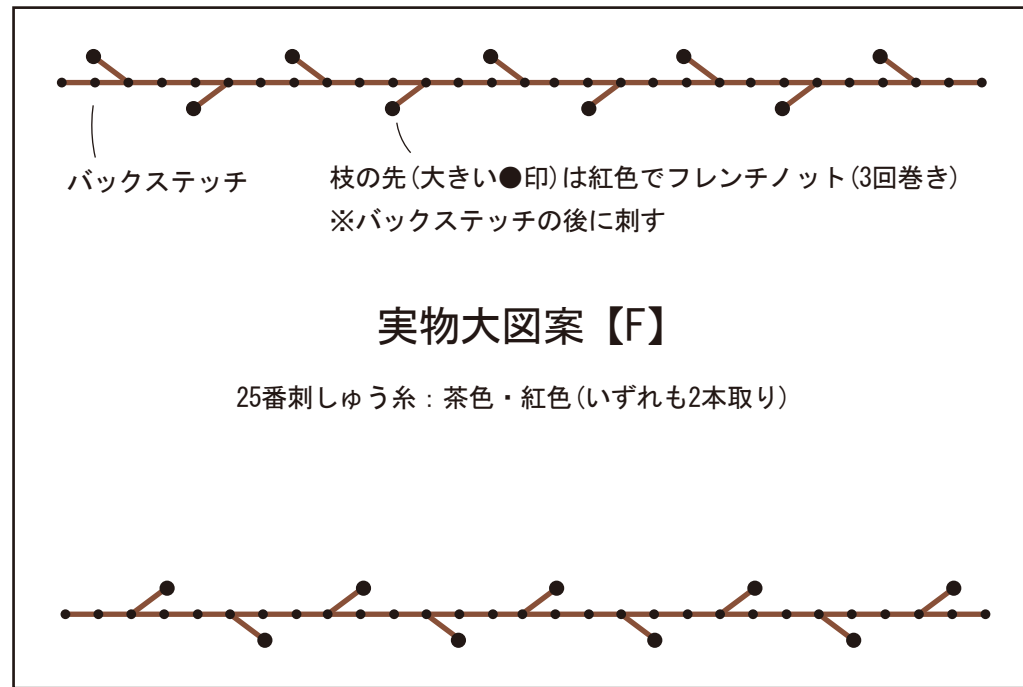 バックステッチ
枝の先(大きい●印)は紅色でフレンチノット(3回巻き)
※バックステッチの後に刺す
実物大図案【F】
25番刺しゅう糸：茶色・紅色(いずれも2本取り)